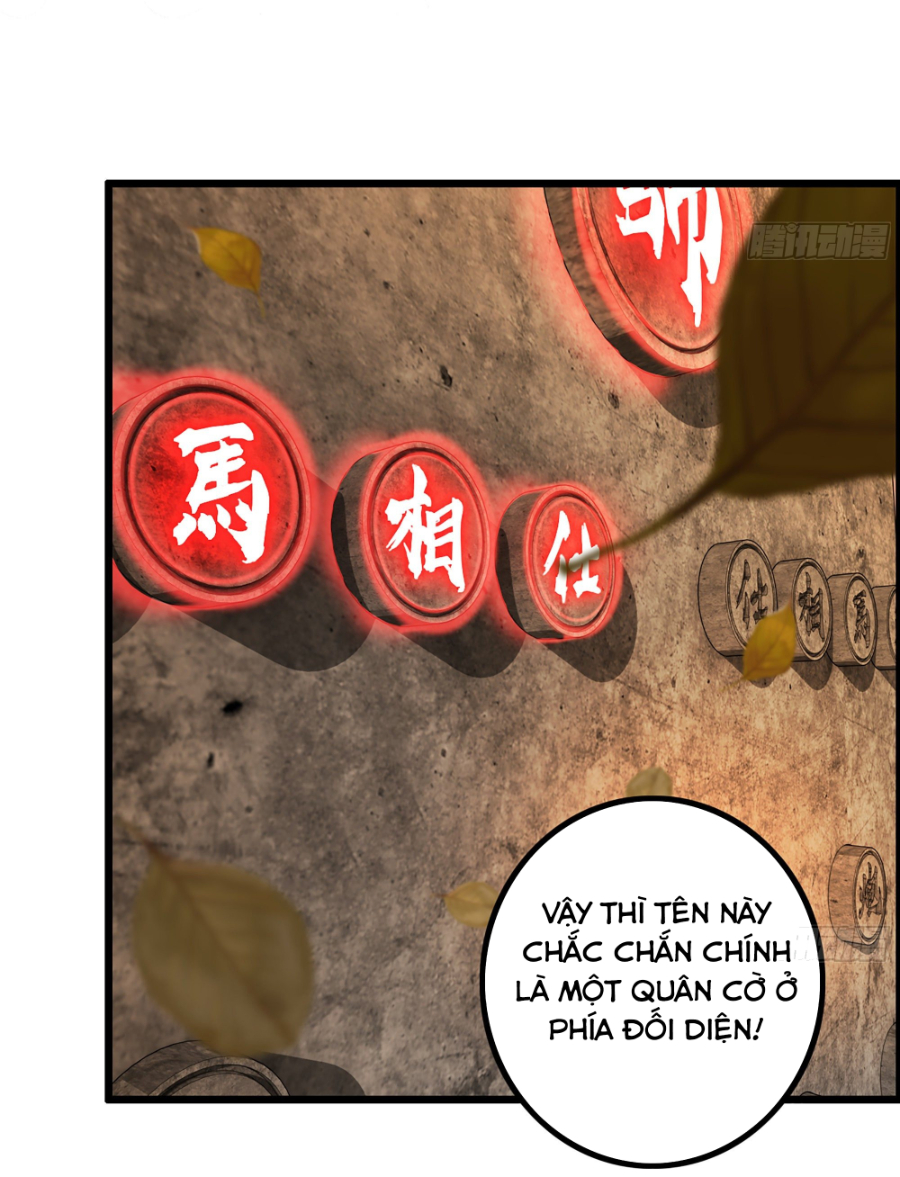 帥
腾讯动漫
馬
相
仕
仕
相
馬
炮
VẬY THÌ TÊN NÀY
CHẮC CHẮN CHÍNH
LÀ MỘT QUÂN CỜ Ở
PHÍA ĐỐI DIỆN!